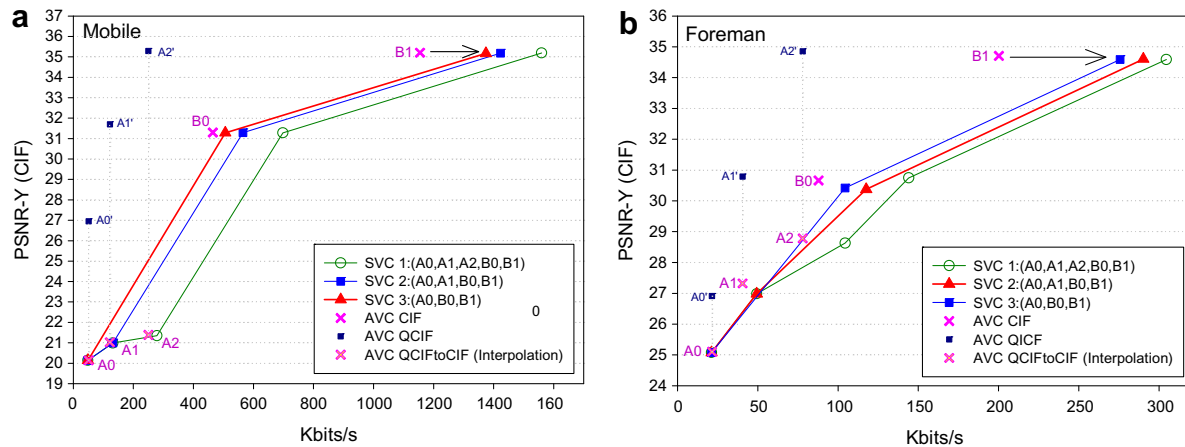 a
Mobile
37
36
35
34
33
32
31
30
29
28
27
26
25
24
23
22
21
20
19
PSNR-Y (CIF)
0 200 400 600 800 1000 1200 1400 160
Kbits/s
A2'
A1'
A0'
B1
B0
A0
A1
A2
SVC 1:(A0,A1,A2,B0,B1)
SVC 2:(A0,A1,B0,B1)
SVC 3:(A0,B0,B1)
AVC CIF
AVC QCIF
AVC QCIFtoCIF (Interpolation)
0
b
Foreman
36
35
34
33
32
31
30
29
28
27
26
25
24
PSNR-Y (CIF)
0 50 100 150 200 250 300
Kbits/s
A2'
A1'
A0'
B1
B0
A2
A1
A0
SVC 1:(A0,A1,A2,B0,B1)
SVC 2:(A0,A1,B0,B1)
SVC 3:(A0,B0,B1)
AVC CIF
AVC QICF
AVC QCIFtoCIF (Interpolation)